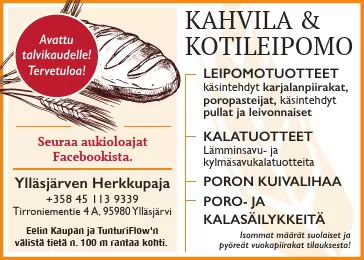 Avattu
talvikaudelle!
Tervetuloa!
Seuraa aukioloajat
Facebookista.
Ylläsjärven Herkkupaja
+358 45 113 9339
Tirroniementie 4 A, 95980 Ylläsjärvi
Eelin Kaupan ja TunturiFlow'n
välistä tietä n. 100 m rantaa kohti.
KAHVILA &
KOTILEIPOMO
LEIPOMOTUOTTEET
käsintehdyt karjalanpiirakat,
poropasteijat, käsintehdyt
pullat ja leivonnaiset
KALATUOTTEET
Lämminsavu- ja
kylmäsavukalatuotteita
PORON KUIVALIHAA
PORO- JA
KALASÄILYKKEITÄ
Isommat määrät suolaiset ja
pyöreät vuokapiirakat tilauksesta!